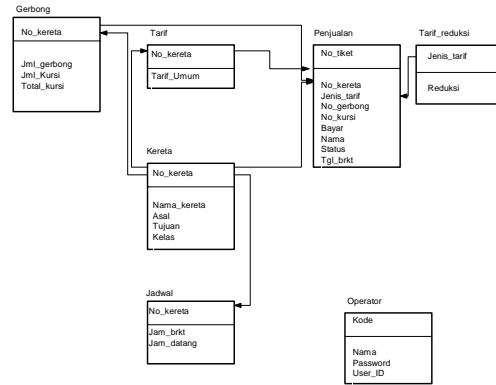 Gerbong
No_kereta
Jml_gerbong
Jml_Kursi
Total_kursi
Tarif
No_kereta
Tarif_Umum
Penjualan
No_tiket
No_kereta
Jenis_tarif
No_gerbong
No_kursi
Bayar
Nama
Status
Tgl_brkt
Tarif_reduksi
Jenis_tarif
Reduksi
Kereta
No_kereta
Nama_kereta
Asal
Tujuan
Kelas
Jadwal
No_kereta
Jam_brkt
Jam_datang
Operator
Kode
Nama
Password
User_ID